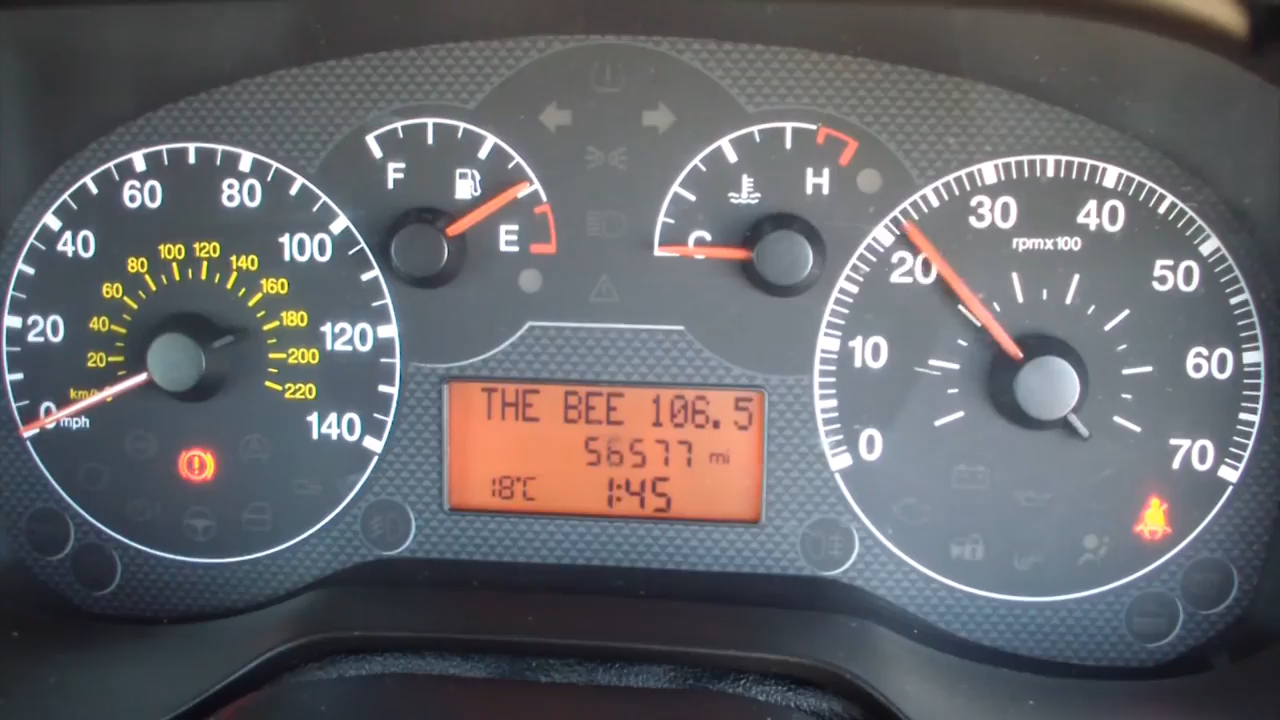 60 80
40 100
20 120
0 mph 140
80 100 120 140
60 160
40 180
20 200
km/h 220
F
E
H
C
30 40
rpmx100
20 50
10 60
0 70
THE BEE 106.5
56577 mi
18°C 1:45